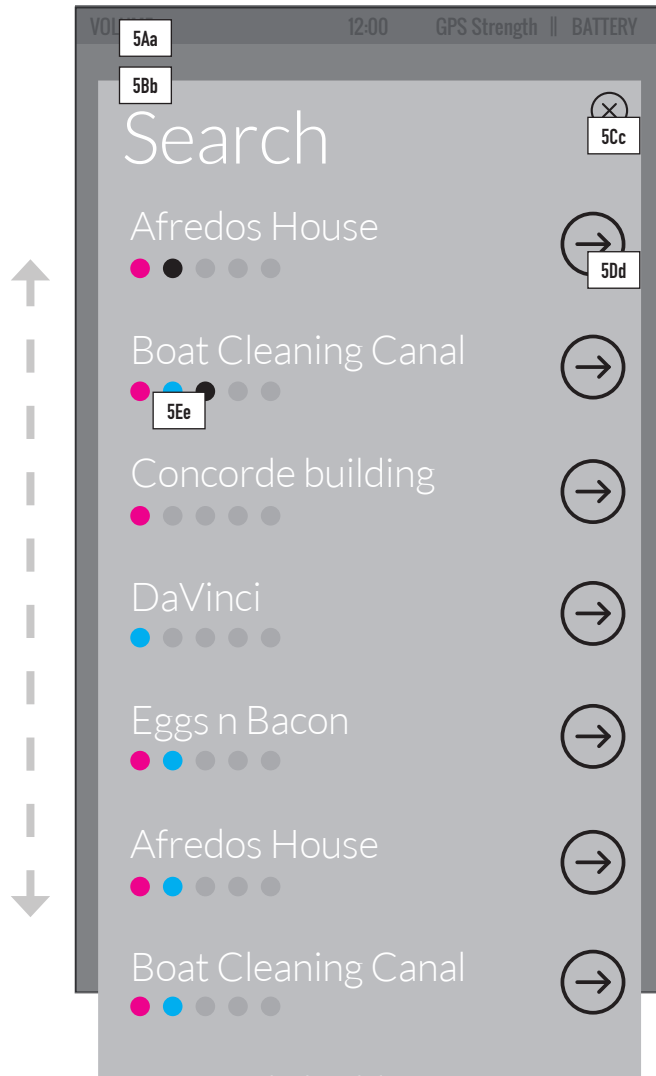 12:00 GPS Strength || BATTERY
5Aa
5Bb
Search
5Cc
Afredos House
5Dd
Boat Cleaning Canal
5Ee
Concorde building
DaVinci
Eggs n Bacon
Afredos House
Boat Cleaning Canal